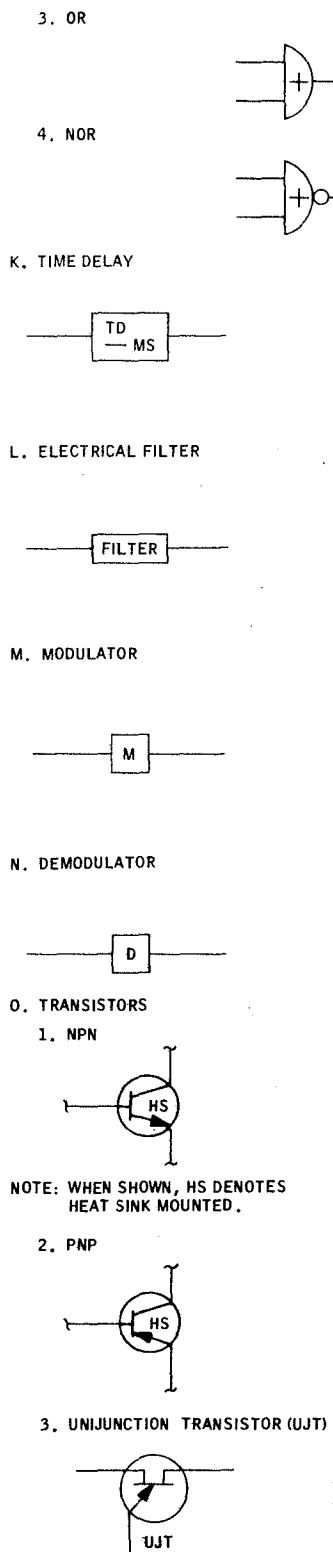 3. OR
+
4. NOR
+
K. TIME DELAY
TD
— MS
L. ELECTRICAL FILTER
FILTER
M. MODULATOR
M
N. DEMODULATOR
D
O. TRANSISTORS
1. NPN
HS
NOTE: WHEN SHOWN, HS DENOTES
HEAT SINK MOUNTED.
2. PNP
HS
3. UNIJUNCTION TRANSISTOR (UJT)
UJT